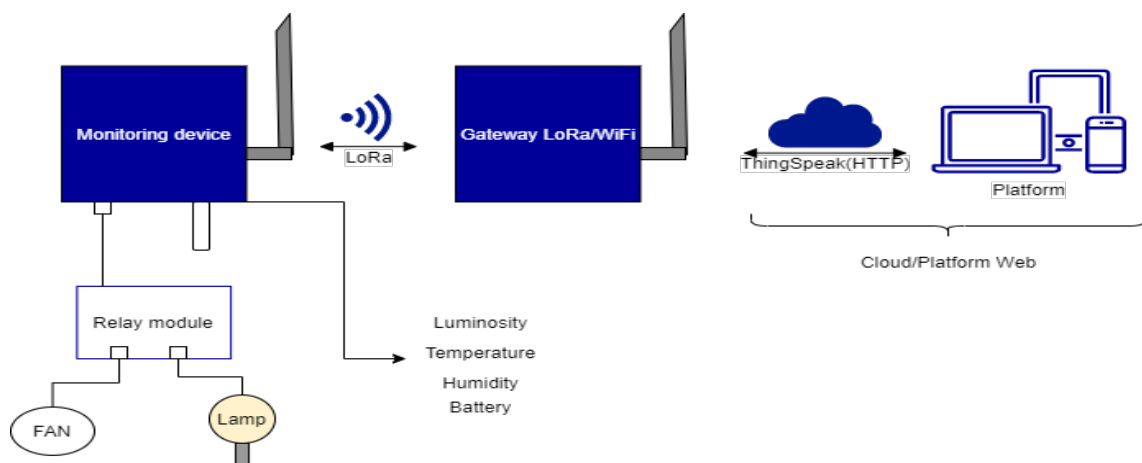 Monitoring device
LoRa
Gateway LoRa/WiFi
ThingSpeak(HTTP)
Platform
Cloud/Platform Web
Relay module
FAN
Lamp
Luminosity
Temperature
Humidity
Battery